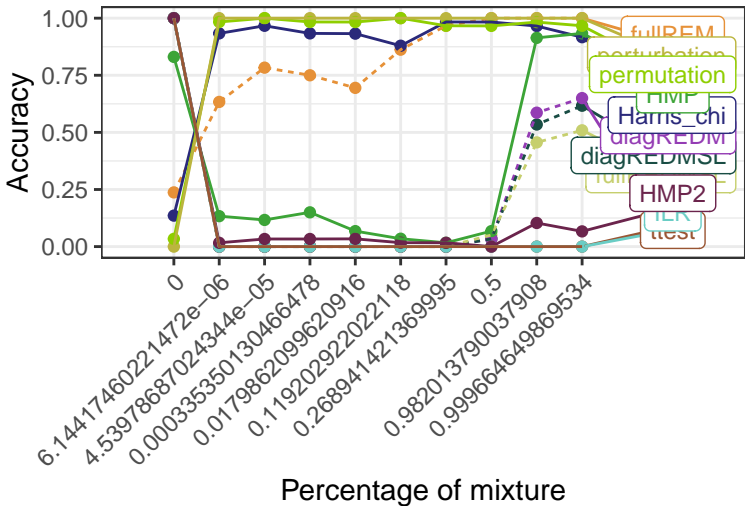 Accuracy
1.00
0.75
0.50
0.25
0.00
fullREM
perturbation
permutation
HMP
Harris_chi
diagREDM
diagREDMSL
HMP2
ILR
ttest
0
6.14417460221472e−06
4.53978687024344e−05
0.000335350130466478
0.0179862099620916
0.119202922022118
0.268941421369995
0.5
0.982013790037908
0.999664649869534
Percentage of mixture